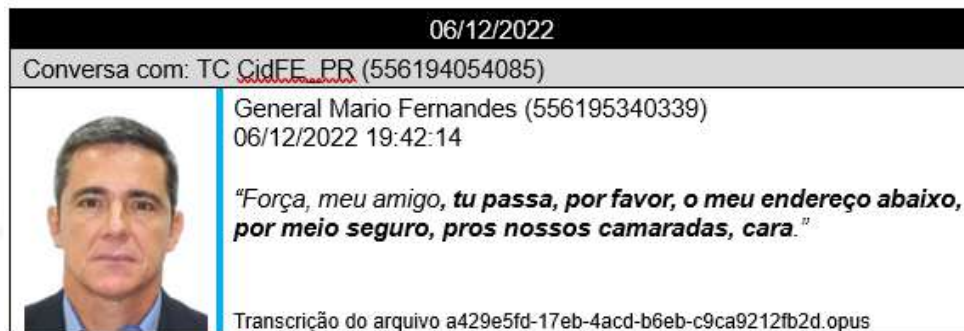 06/12/2022
Conversa com: TC CidFE_PR (556194054085)
General Mario Fernandes (556195340339)
06/12/2022 19:42:14
“Força, meu amigo, tu passa, por favor, o meu endereço abaixo,
por meio seguro, pros nossos camaradas, cara.”
Transcrição do arquivo a429e5fd-17eb-4acd-b6eb-c9ca9212fb2d.opus